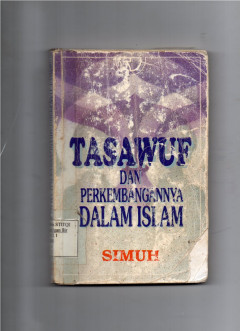 TASAWUF
DAN
PERKEMBANGANNYA
DALAM ISLAM
SIMUH